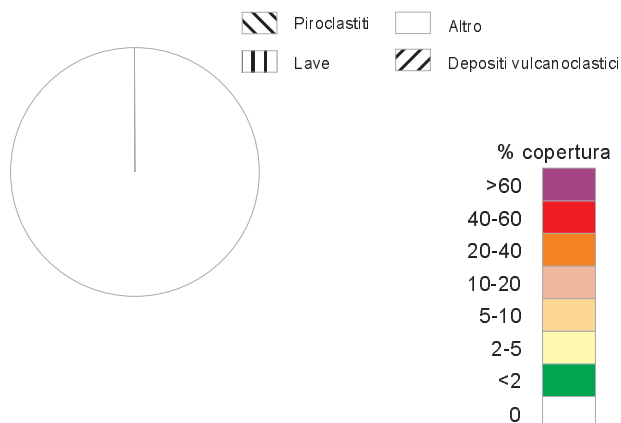 Piroclastiti
Altro
Lave
Depositi vulcanoclastici
% copertura
>60
40-60
20-40
10-20
5-10
2-5
<2
0